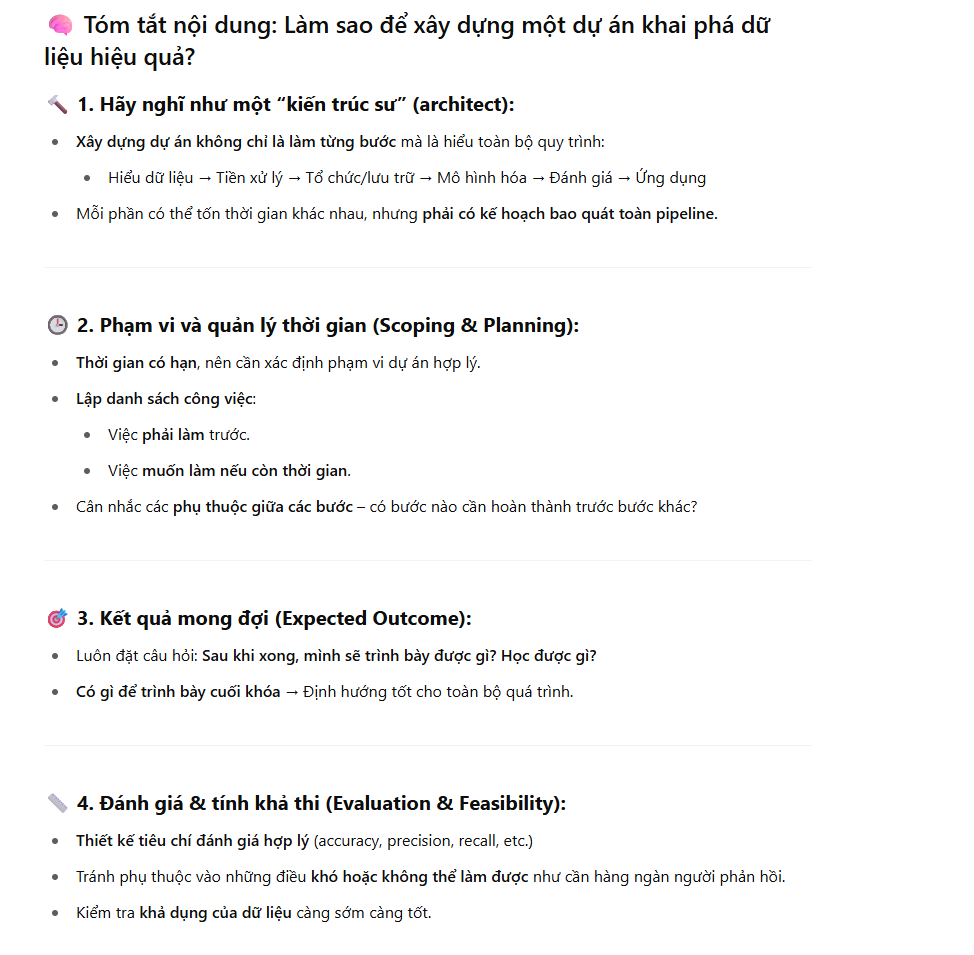 🧠 Tóm tắt nội dung: Làm sao để xây dựng một dự án khai phá dữ
liệu hiệu quả?
🔨 1. Hãy nghĩ như một “kiến trúc sư” (architect):
• Xây dựng dự án không chỉ là làm từng bước mà là hiểu toàn bộ quy trình:
• Hiểu dữ liệu → Tiền xử lý → Tổ chức/lưu trữ → Mô hình hóa → Đánh giá → Ứng dụng
• Mỗi phần có thể tốn thời gian khác nhau, nhưng phải có kế hoạch bao quát toàn pipeline.
🕒 2. Phạm vi và quản lý thời gian (Scoping & Planning):
• Thời gian có hạn, nên cần xác định phạm vi dự án hợp lý.
• Lập danh sách công việc:
• Việc phải làm trước.
• Việc muốn làm nếu còn thời gian.
• Cân nhắc các phụ thuộc giữa các bước – có bước nào cần hoàn thành trước bước khác?
🎯 3. Kết quả mong đợi (Expected Outcome):
• Luôn đặt câu hỏi: Sau khi xong, mình sẽ trình bày được gì? Học được gì?
• Có gì để trình bày cuối khóa → Định hướng tốt cho toàn bộ quá trình.
📏 4. Đánh giá & tính khả thi (Evaluation & Feasibility):
• Thiết kế tiêu chí đánh giá hợp lý (accuracy, precision, recall, etc.)
• Tránh phụ thuộc vào những điều khó hoặc không thể làm được như cần hàng ngàn người phản hồi.
• Kiểm tra khả dụng của dữ liệu càng sớm càng tốt.